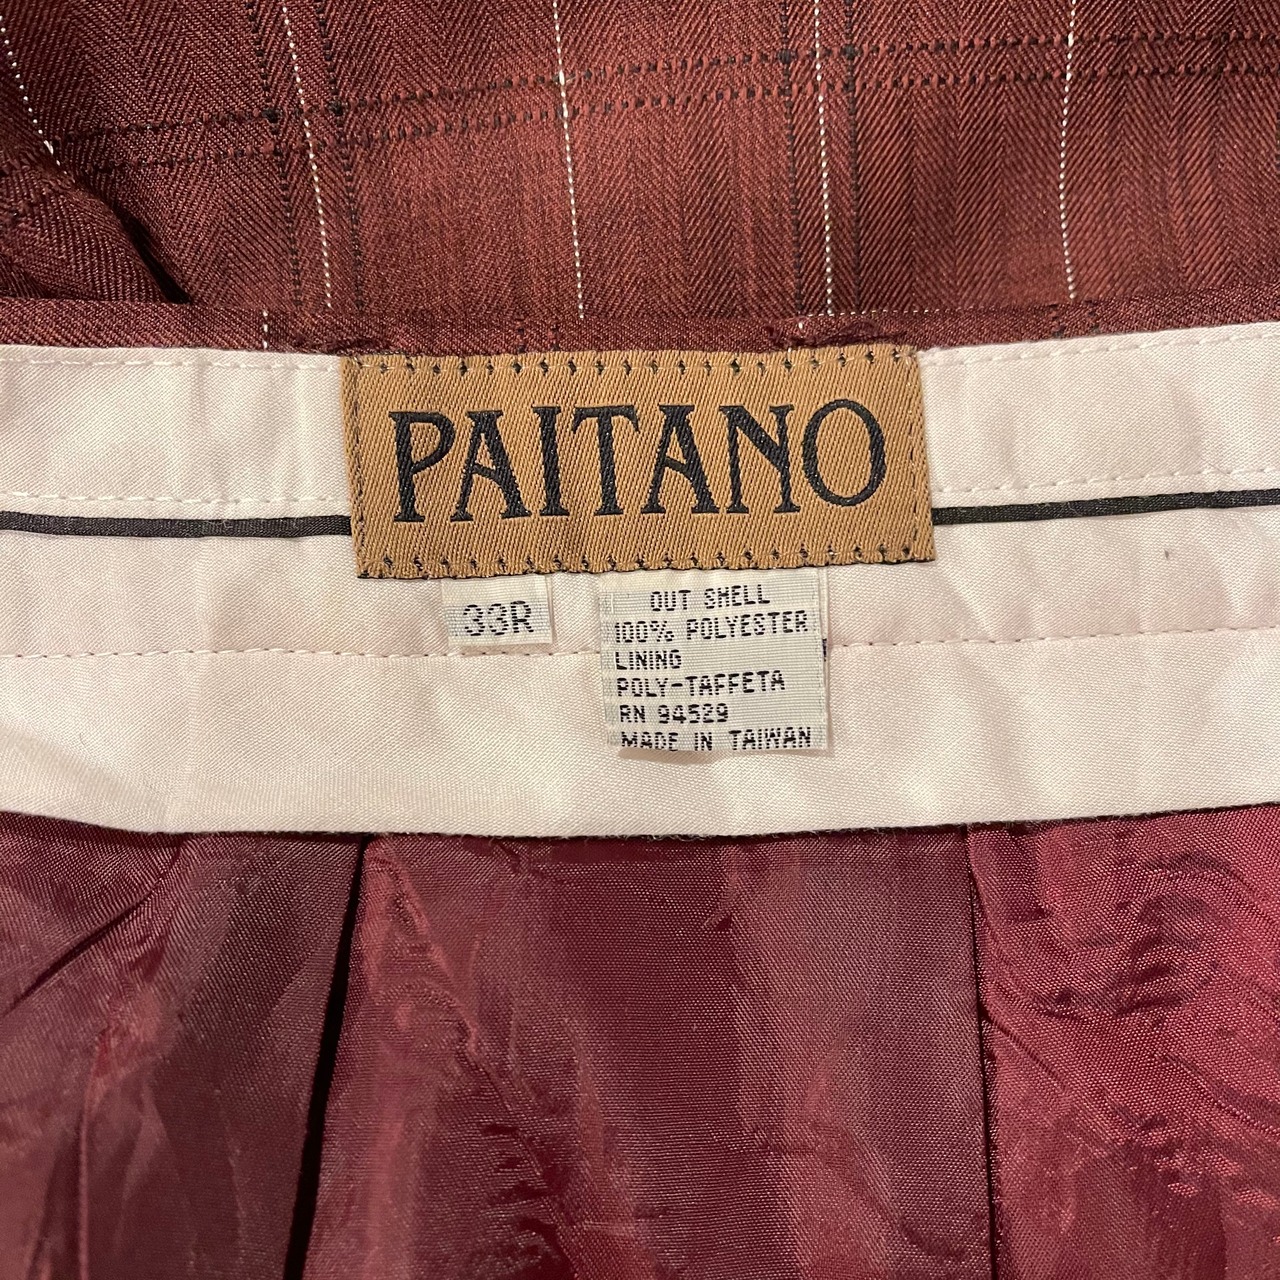 PAITANO
33R
OUT SHELL
100% POLYESTER
LINING
POLY-TAFFETA
RN 94529
MADE IN TAIWAN